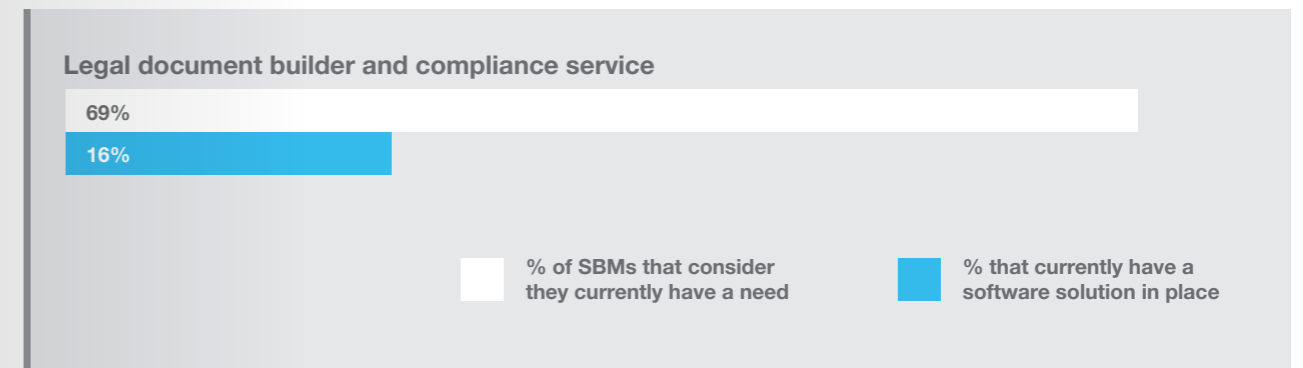 Legal document builder and compliance service
69%
16%
% of SBMs that consider
they currently have a need
% that currently have a
software solution in place